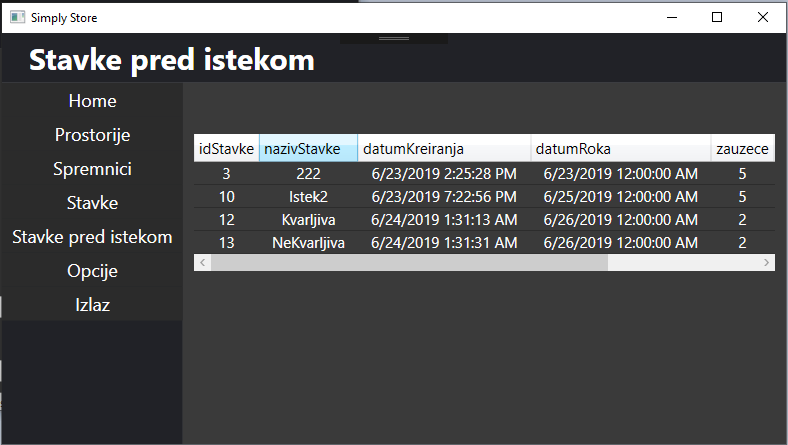 Simply Store
Stavke pred istekom
Home
Prostorije
Spremnici
Stavke
Stavke pred istekom
Opcije
Izlaz
idStavke nazivStavke datumKreiranja datumRoka zauzece
3 222 6/23/2019 2:25:28 PM 6/23/2019 12:00:00 AM 5
10 Istek2 6/23/2019 7:22:56 PM 6/25/2019 12:00:00 AM 5
12 Kvarljiva 6/24/2019 1:31:13 AM 6/26/2019 12:00:00 AM 2
13 NeKvarljiva 6/24/2019 1:31:31 AM 6/26/2019 12:00:00 AM 2